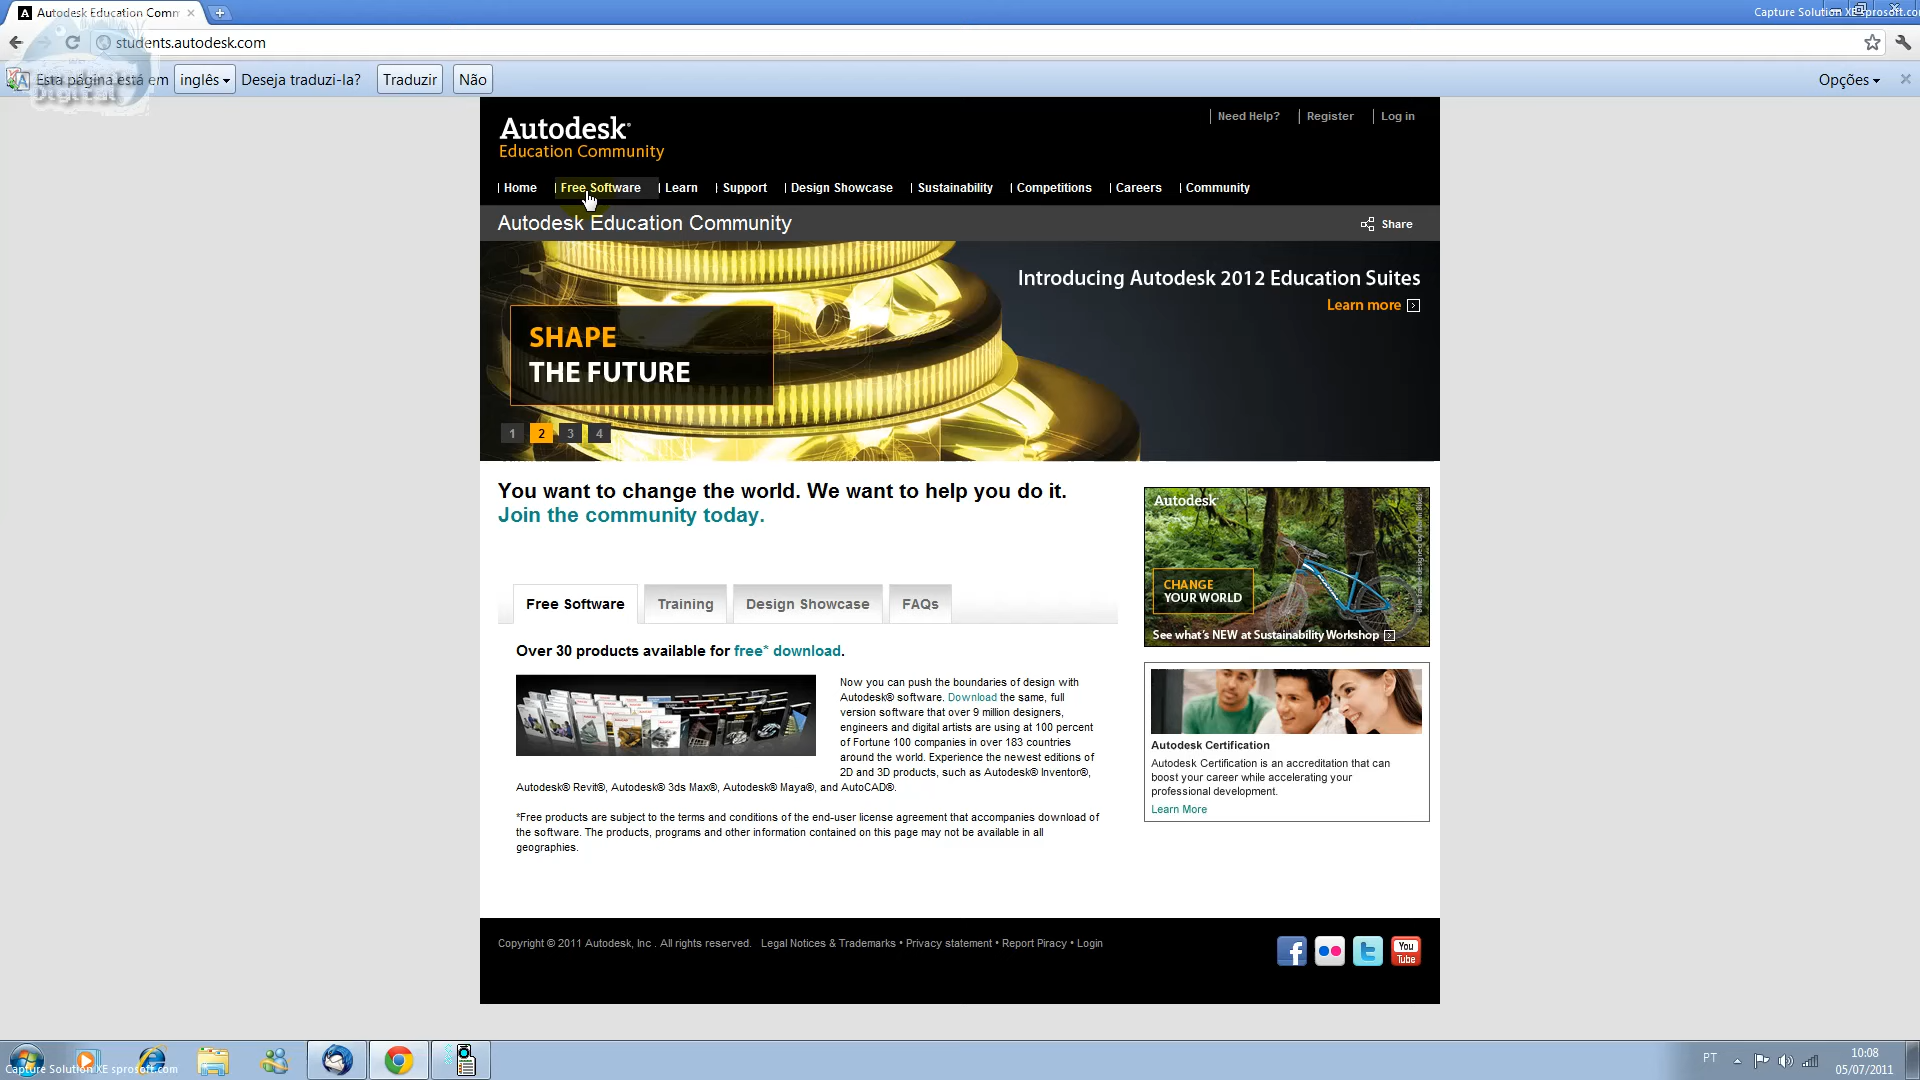 Autodesk Education Comm
Capture Solution XE sprosoft.co
students.autodesk.com
Esta página está em inglês Deseja traduzi-la? Traduzir Não Opções
Digital
Need Help? Register Log in
Autodesk®
Education Community
Home Free Software Learn Support Design Showcase Sustainability Competitions Careers Community
Autodesk Education Community Share
Introducing Autodesk 2012 Education Suites
Learn more
SHAPE
THE FUTURE
1 2 3 4
You want to change the world. We want to help you do it.
Join the community today.
Free Software Training Design Showcase FAQs
Over 30 products available for free* download.
Now you can push the boundaries of design with
Autodesk® software. Download the same, full
version software that over 9 million designers,
engineers and digital artists are using at 100 percent
of Fortune 100 companies in over 183 countries
around the world. Experience the newest editions of
2D and 3D products, such as Autodesk® Inventor®,
Autodesk® Revit®, Autodesk® 3ds Max®, Autodesk® Maya®, and AutoCAD®.
*Free products are subject to the terms and conditions of the end-user license agreement that accompanies download of
the software. The products, programs and other information contained on this page may not be available in all
geographies.
Autodesk
CHANGE
YOUR WORLD
See what's NEW at Sustainability Workshop
Autodesk Certification
Autodesk Certification is an accreditation that can
boost your career while accelerating your
professional development.
Learn More
Copyright © 2011 Autodesk, Inc . All rights reserved. Legal Notices & Trademarks • Privacy statement • Report Piracy • Login
You
Tube
Capture Solution XE sprosoft.com
PT
10:08
05/07/2011